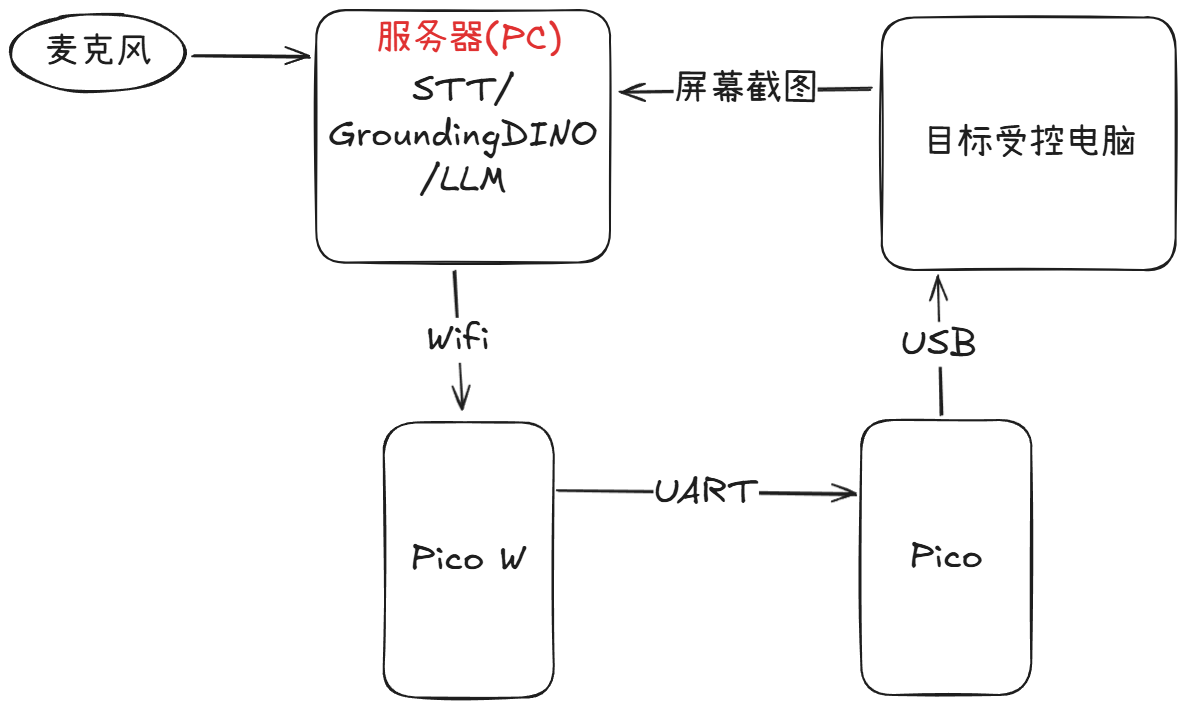 麦克风
服务器(PC)
STT/
GroundingDINO
/LLM
屏幕截图
目标受控电脑
Wifi
USB
UART
Pico W
Pico